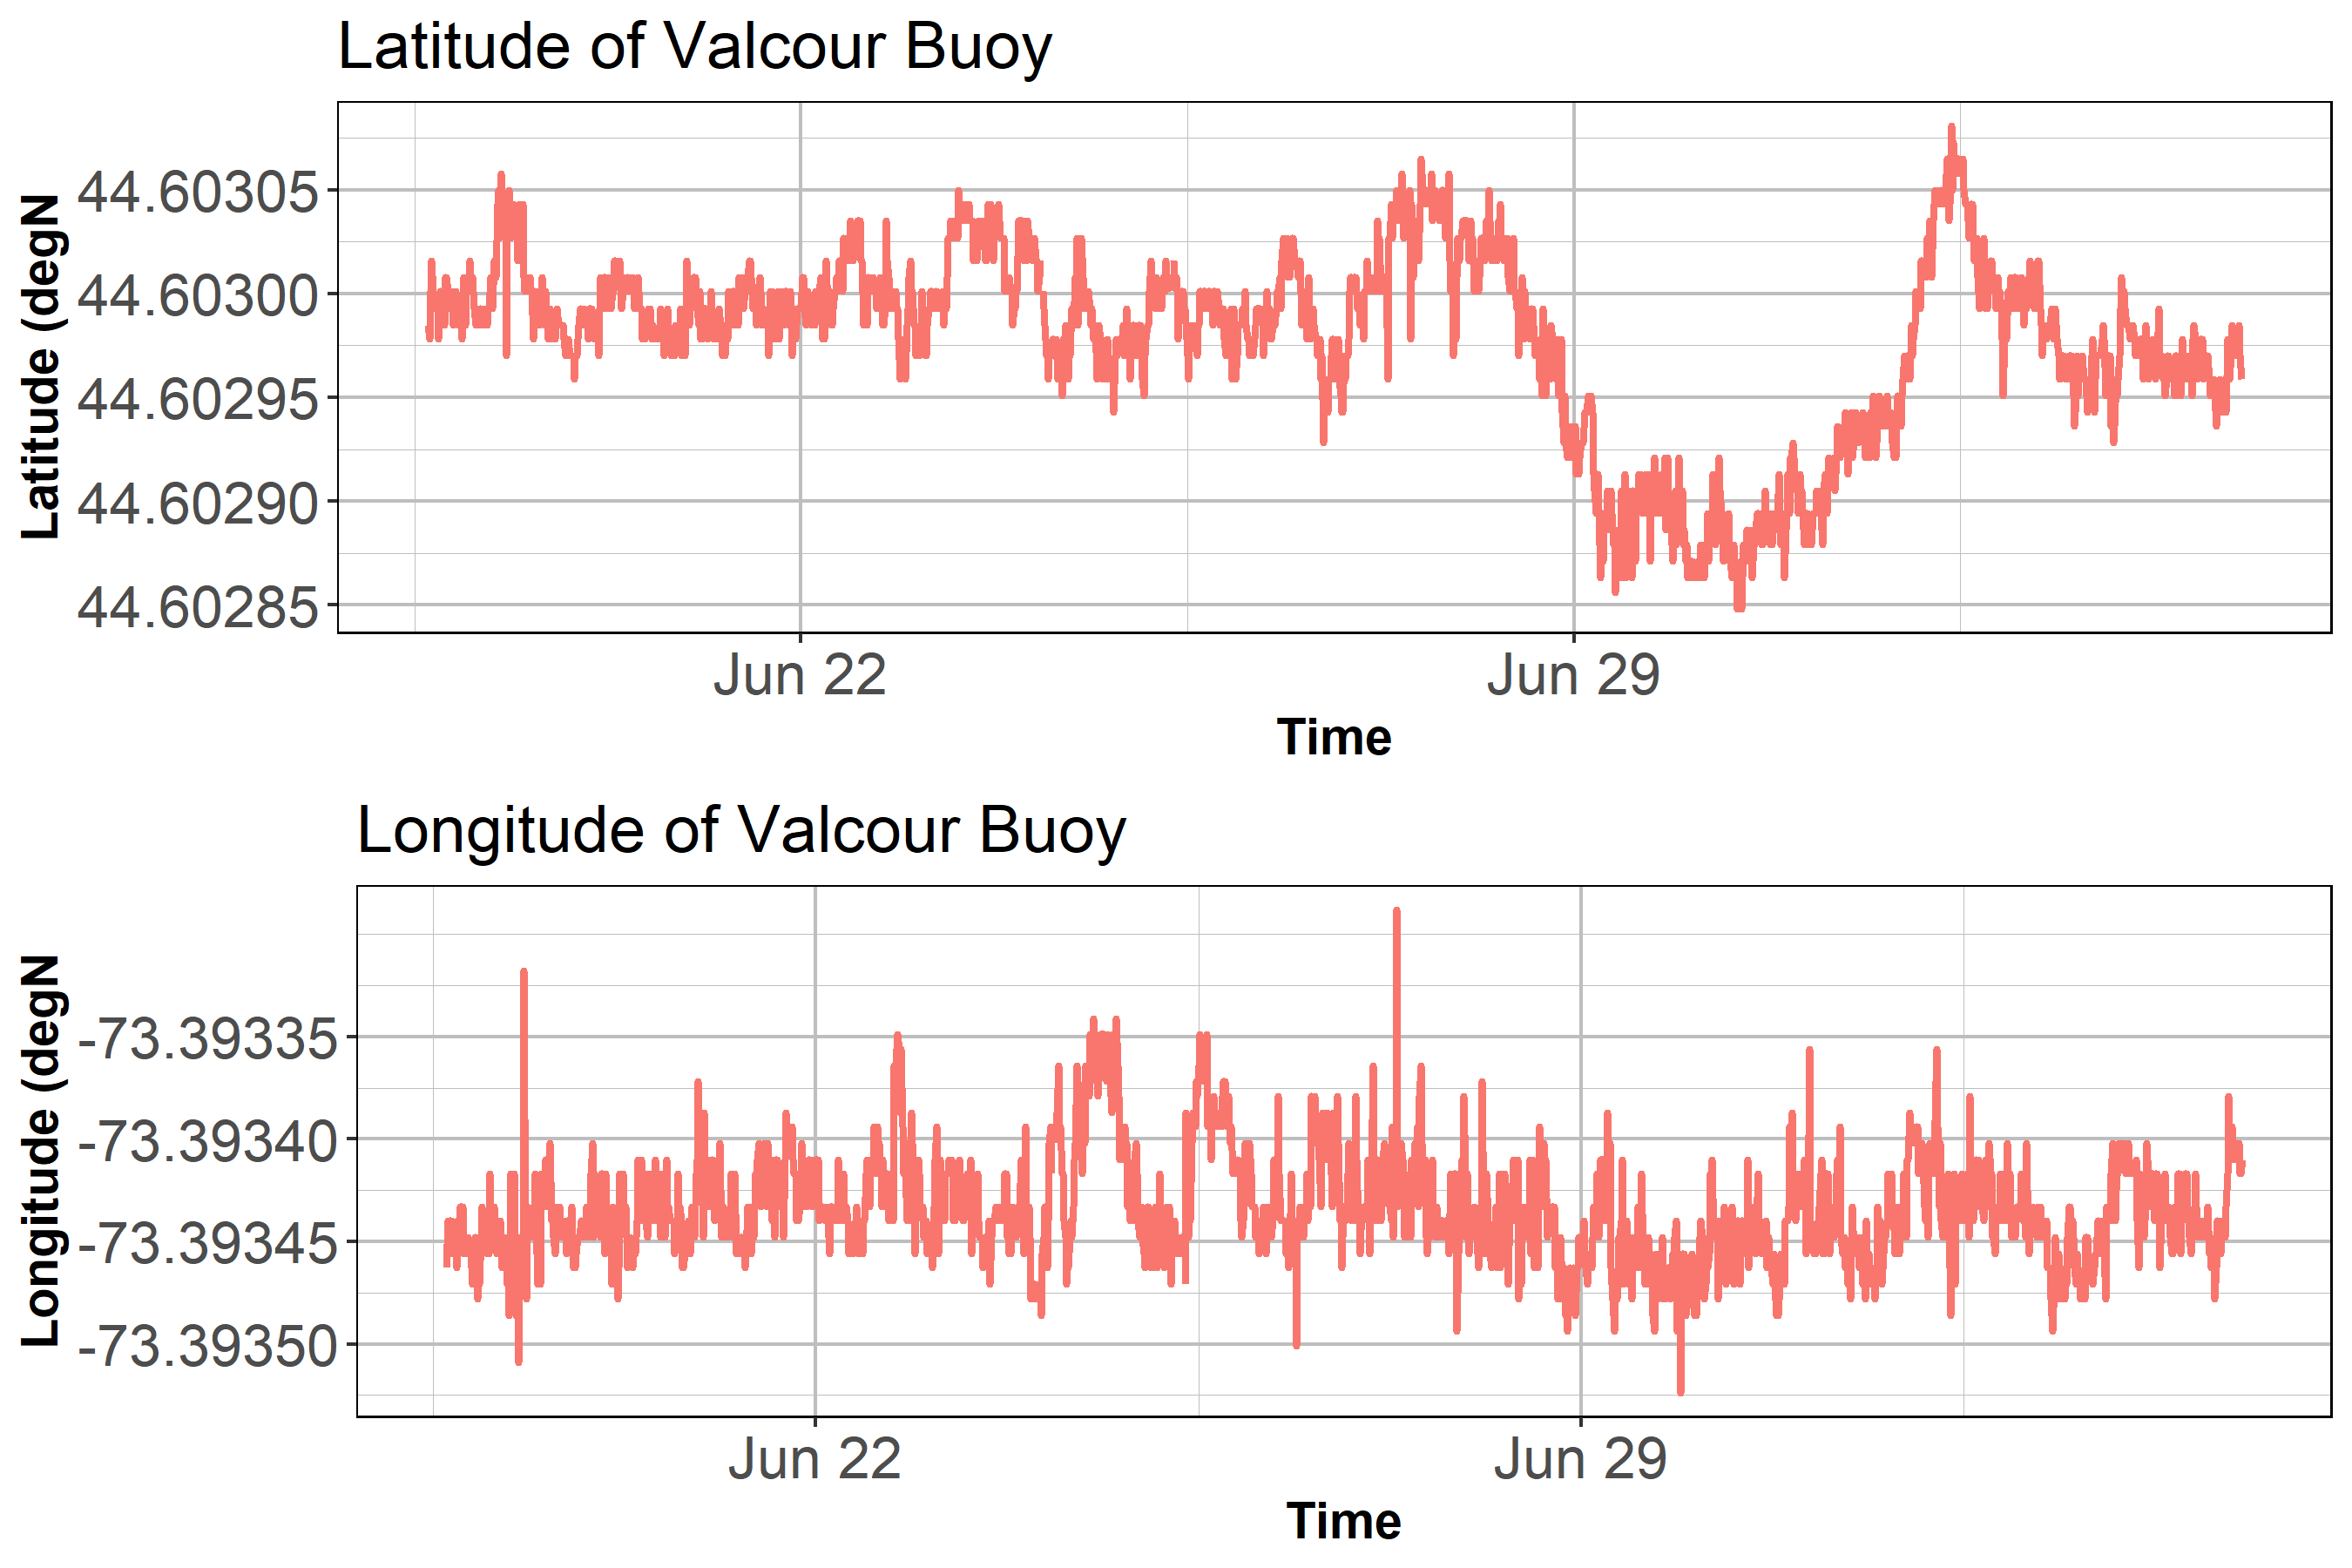 Latitude of Valcour Buoy
Latitude (degN
44.60305
44.60300
44.60295
44.60290
44.60285
Jun 22
Jun 29
Time
Longitude of Valcour Buoy
Longitude (degN
-73.39335
-73.39340
-73.39345
-73.39350
Jun 22
Jun 29
Time